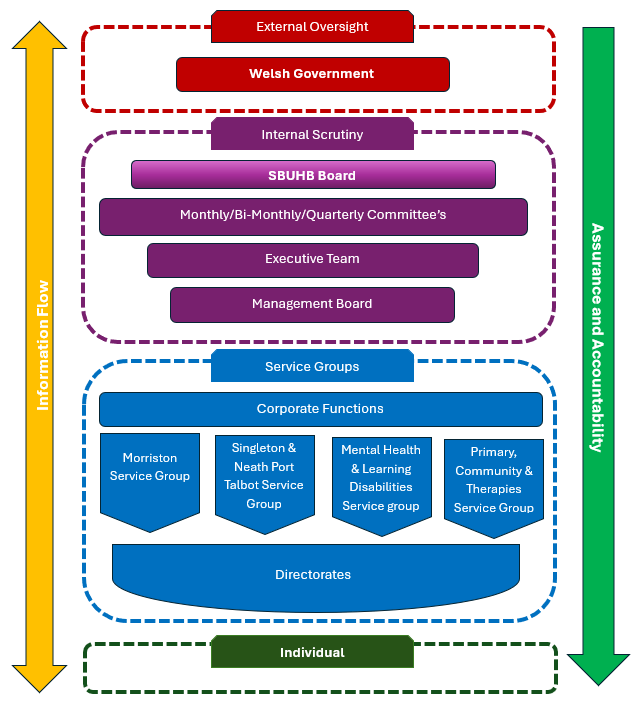 External Oversight
Welsh Government
Internal Scrutiny
SBUHB Board
Monthly/Bi-Monthly/Quarterly Committee's
Executive Team
Management Board
Information Flow
Assurance and Accountability
Service Groups
Corporate Functions
Morriston
Service Group
Singleton &
Neath Port
Talbot Service
Group
Mental Health
& Learning
Disabilities
Service group
Primary,
Community &
Therapies
Service Group
Directorates
Individual